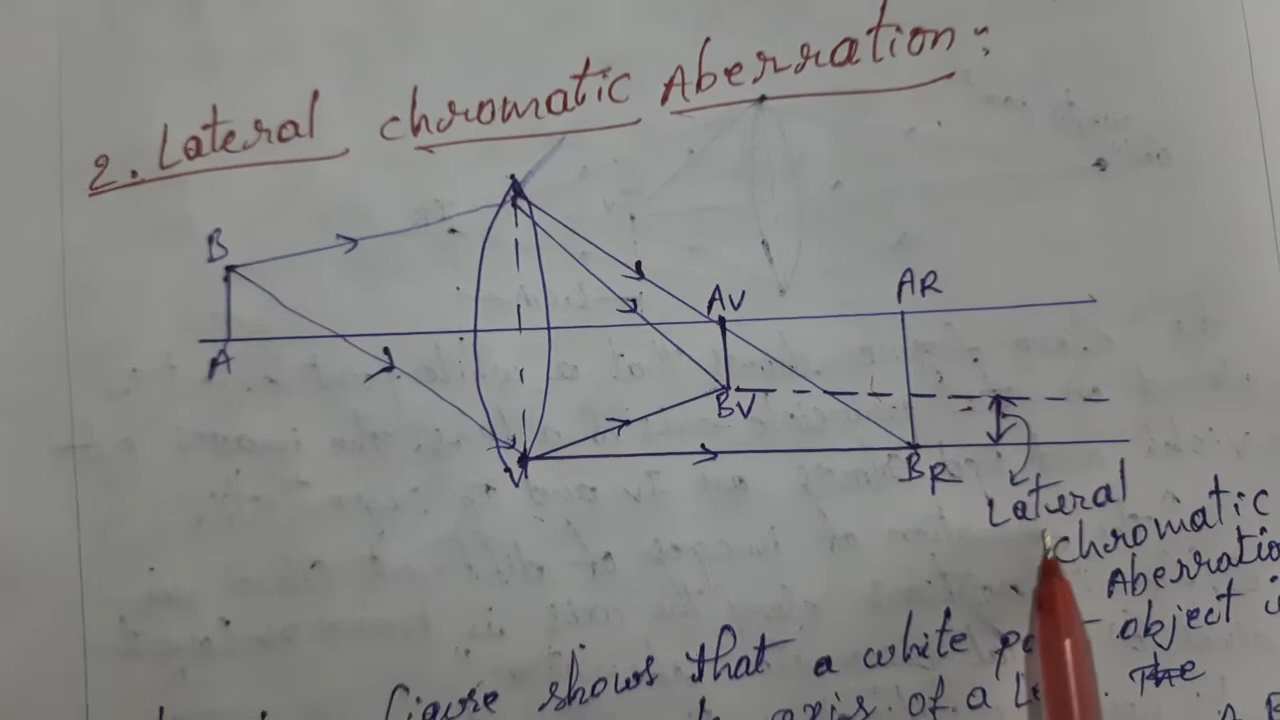 2. Lateral chromatic Aberration:
B
A
AV
AR
BV
BR
Lateral
chromatic
Aberratio
figure shows that a white object
axis of a The